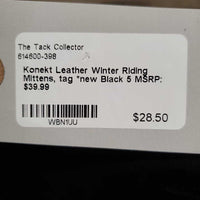 The Tack Collector
614600-398
Konekt Leather Winter Riding
Mittens, tag *new Black 5 MSRP:
$39.99
WBN1UU
$28.50